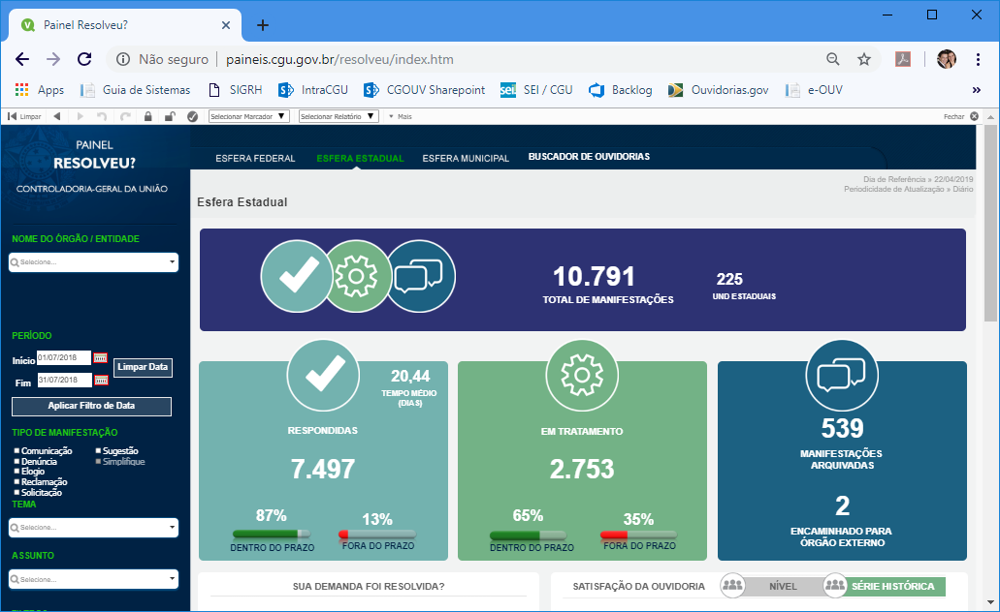 Painel Resolveu?
Não seguro | paineis.cgu.gov.br/resolveu/index.htm
Apps Guia de Sistemas SIGRH IntraCGU CGOUV Sharepoint SEI / CGU Backlog Ouvidorias.gov e-OUV »
Limpar Selecionar Marcador Selecionar Relatório Mais Fechar
PAINEL
RESOLVEU?
CONTROLADORIA-GERAL DA UNIÃO
ESFERA FEDERAL ESFERA ESTADUAL ESFERA MUNICIPAL BUSCADOR DE OUVIDORIAS
Dia de Referência » 22/04/2019
Periodicidade de Atualização » Diário
Esfera Estadual
NOME DO ÓRGÃO / ENTIDADE
Selecione...
PERÍODO
Início 01/07/2018
Fim 31/07/2018
Limpar Data
Aplicar Filtro de Data
TIPO DE MANIFESTAÇÃO
Comunicação Sugestão
Denúncia Simplifique
Elogio
Reclamação
Solicitação
TEMA
Selecione...
ASSUNTO
Selecione...
10.791
TOTAL DE MANIFESTAÇÕES
225
UND ESTADUAIS
20,44
TEMPO MÉDIO
(DIAS)
RESPONDIDAS
7.497
87% 13%
DENTRO DO PRAZO FORA DO PRAZO
EM TRATAMENTO
2.753
65% 35%
DENTRO DO PRAZO FORA DO PRAZO
539
MANIFESTAÇÕES
ARQUIVADAS
2
ENCAMINHADO PARA
ÓRGÃO EXTERNO
SUA DEMANDA FOI RESOLVIDA?
SATISFAÇÃO DA OUVIDORIA NÍVEL SÉRIE HISTÓRICA